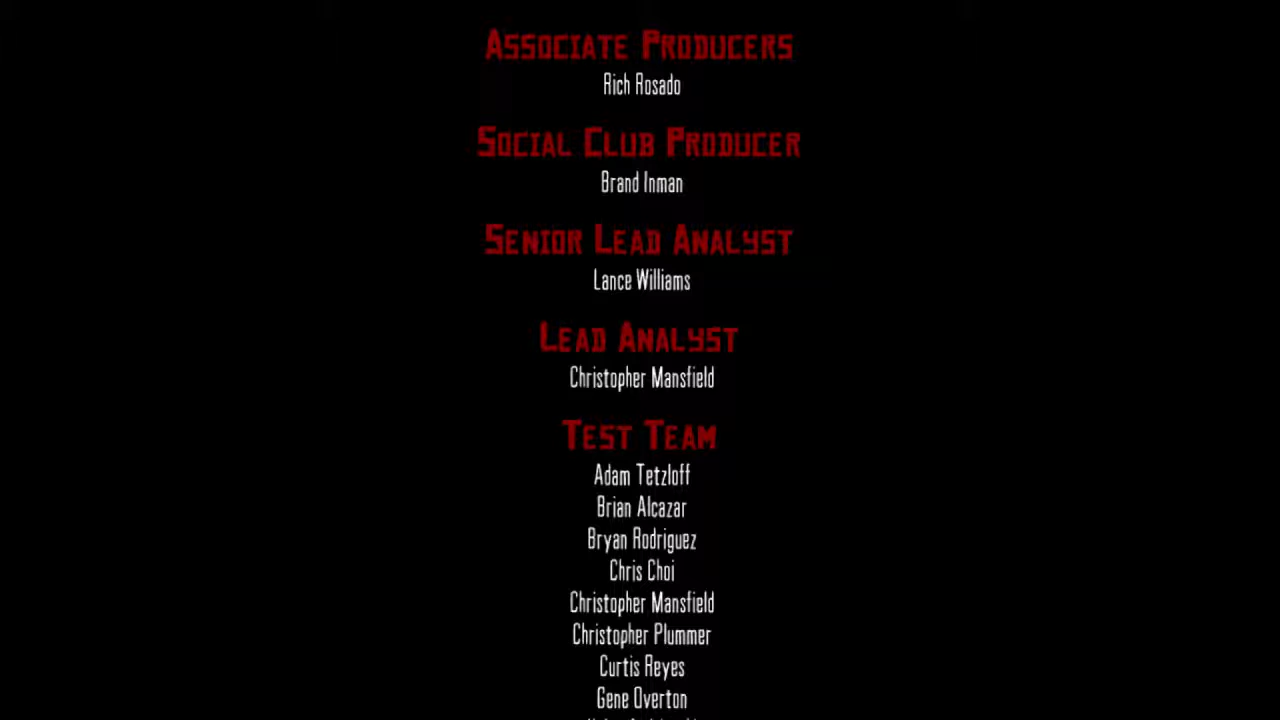 Associate Producers
Rich Rosado
Social Club Producer
Brand Inman
Senior Lead Analyst
Lance Williams
Lead Analyst
Christopher Mansfield
Test Team
Adam Tetzloff
Brian Alcazar
Bryan Rodriguez
Chris Choi
Christopher Mansfield
Christopher Plummer
Curtis Reyes
Gene Overton